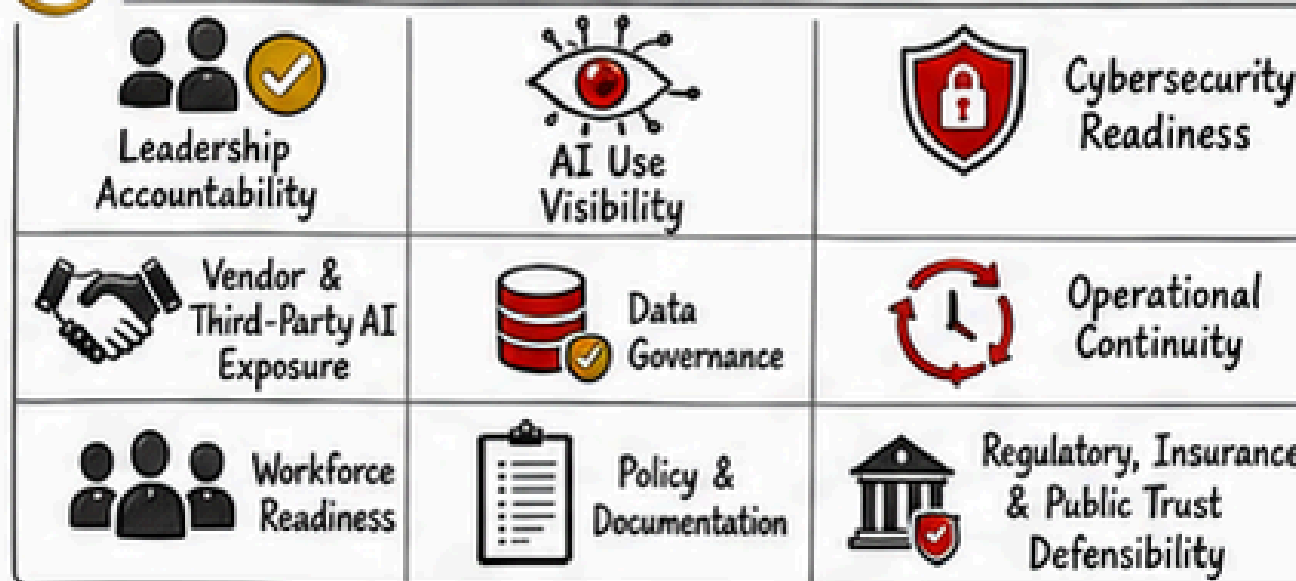 Leadership
Accountability
AI Use
Visibility
Cybersecurity
Readiness
Vendor &
Third-Party AI
Exposure
Data
Governance
Operational
Continuity
Workforce
Readiness
Policy &
Documentation
Regulatory, Insurance
& Public Trust
Defensibility